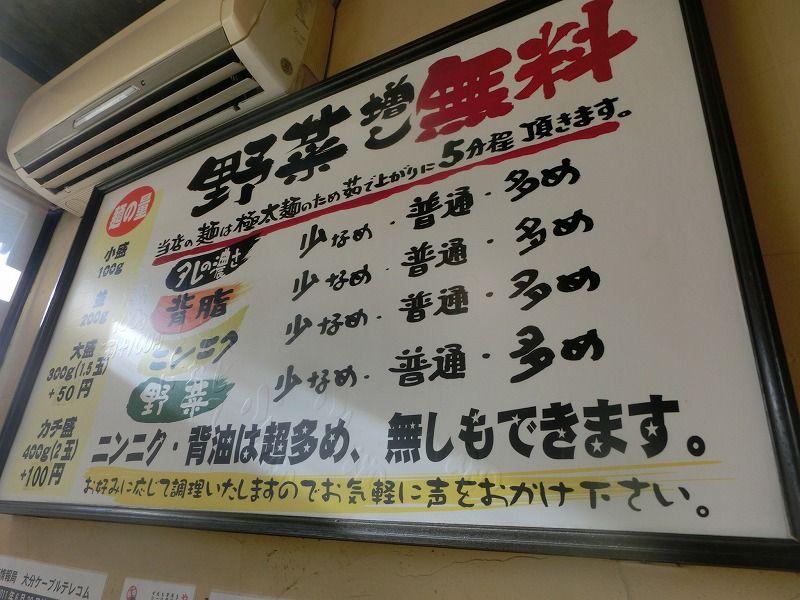 野菜増し無料
当店の麺は極太麺のため茹で上がりに5分程頂きます。
麺の量
小盛
100g
並
200g
大盛
300g(1.5玉)
+50円
カチ盛
400g(2玉)
+100円
タレの濃さ 少なめ・普通・多め
背脂 少なめ・普通・多め
ニンニク 少なめ・普通・多め
野菜 少なめ・普通・多め
ニンニク・背油は超多め、無しもできます。
お好みに応じて調理いたしますのでお気軽に声をおかけ下さい。
情報局 大分ケーブルテレコム